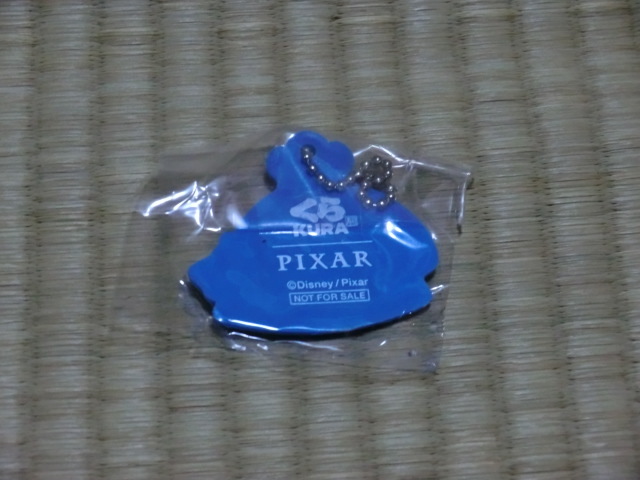 くら
KURA
PIXAR
©Disney/Pixar
NOT FOR SALE